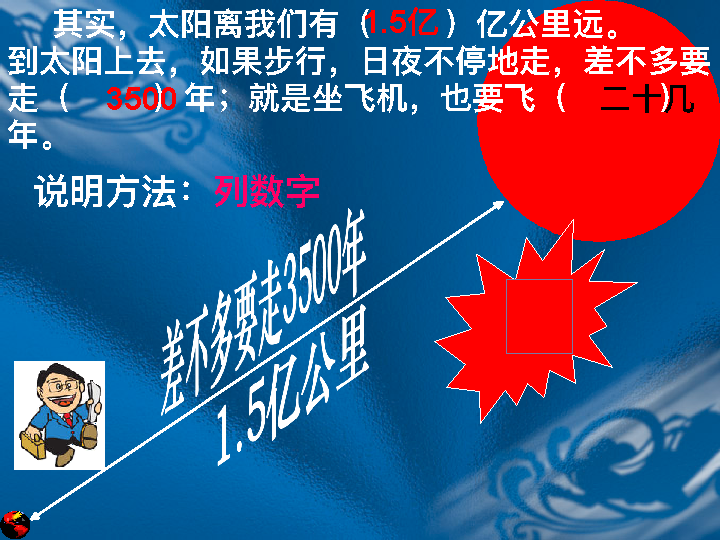 其实，太阳离我们有（1.5亿）亿公里远。
到太阳上去，如果步行，日夜不停地走，差不多要
走（ 3500 ）年；就是坐飞机，也要飞（ 二十几 ）
年。
说明方法：列数字
差不多要走3500年
1.5亿公里